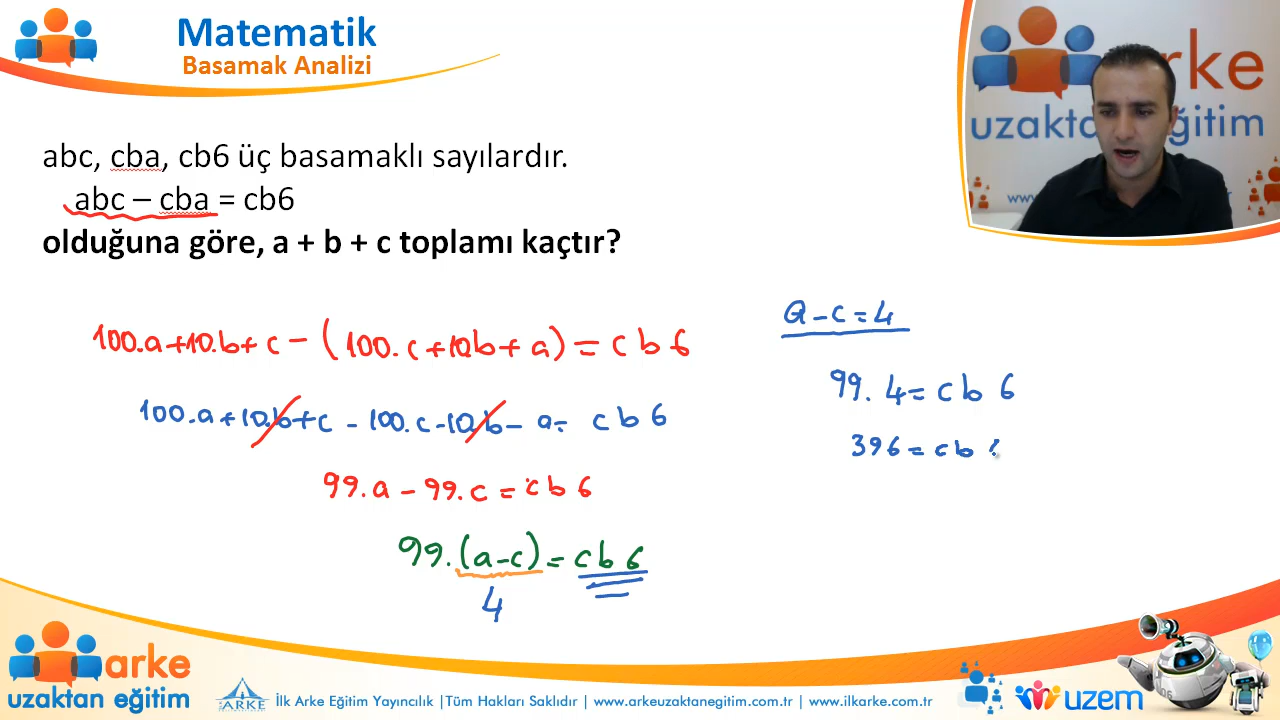 Matematik
Basamak Analizi
arke
uzaktan eğitim
abc, cba, cb6 üç basamaklı sayılardır.
abc – cba = cb6
olduğuna göre, a + b + c toplamı kaçtır?
a - c = 4
100.a+10.b+c - (100.c+10b+a) = cb6
99.4 = cb6
100.a+10.b+c - 100.c-10.b - a = cb6
396 = cb
99.a - 99.c = cb6
99.(a-c) = cb6
4
arke
uzaktan eğitim
ARKE
İlk Arke Eğitim Yayıncılık |Tüm Hakları Saklıdır | www.arkeuzaktanegitim.com.tr | www.ilkarke.com.tr
uzem